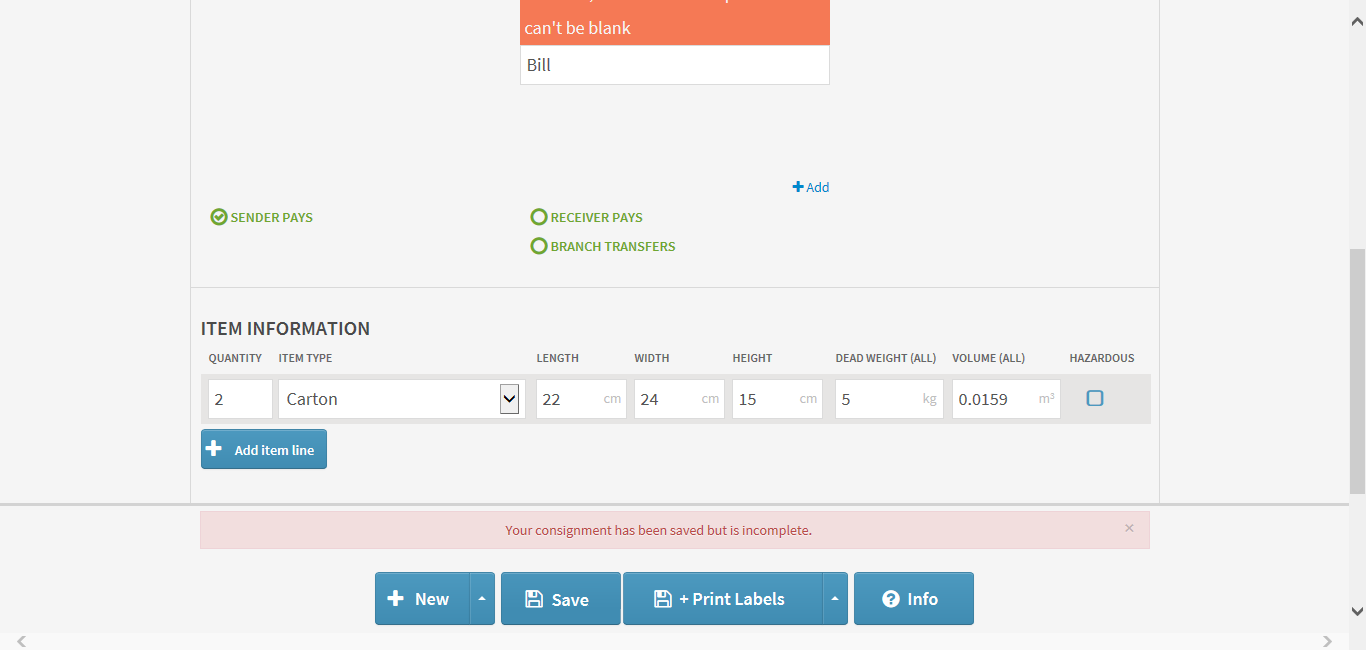 can't be blank
Bill
Add
SENDER PAYS
RECEIVER PAYS
BRANCH TRANSFERS
ITEM INFORMATION
QUANTITY ITEM TYPE LENGTH WIDTH HEIGHT DEAD WEIGHT (ALL) VOLUME (ALL) HAZARDOUS
2 Carton 22 cm 24 cm 15 cm 5 kg 0.0159 m³
Add item line
Your consignment has been saved but is incomplete. ×
New Save + Print Labels Info